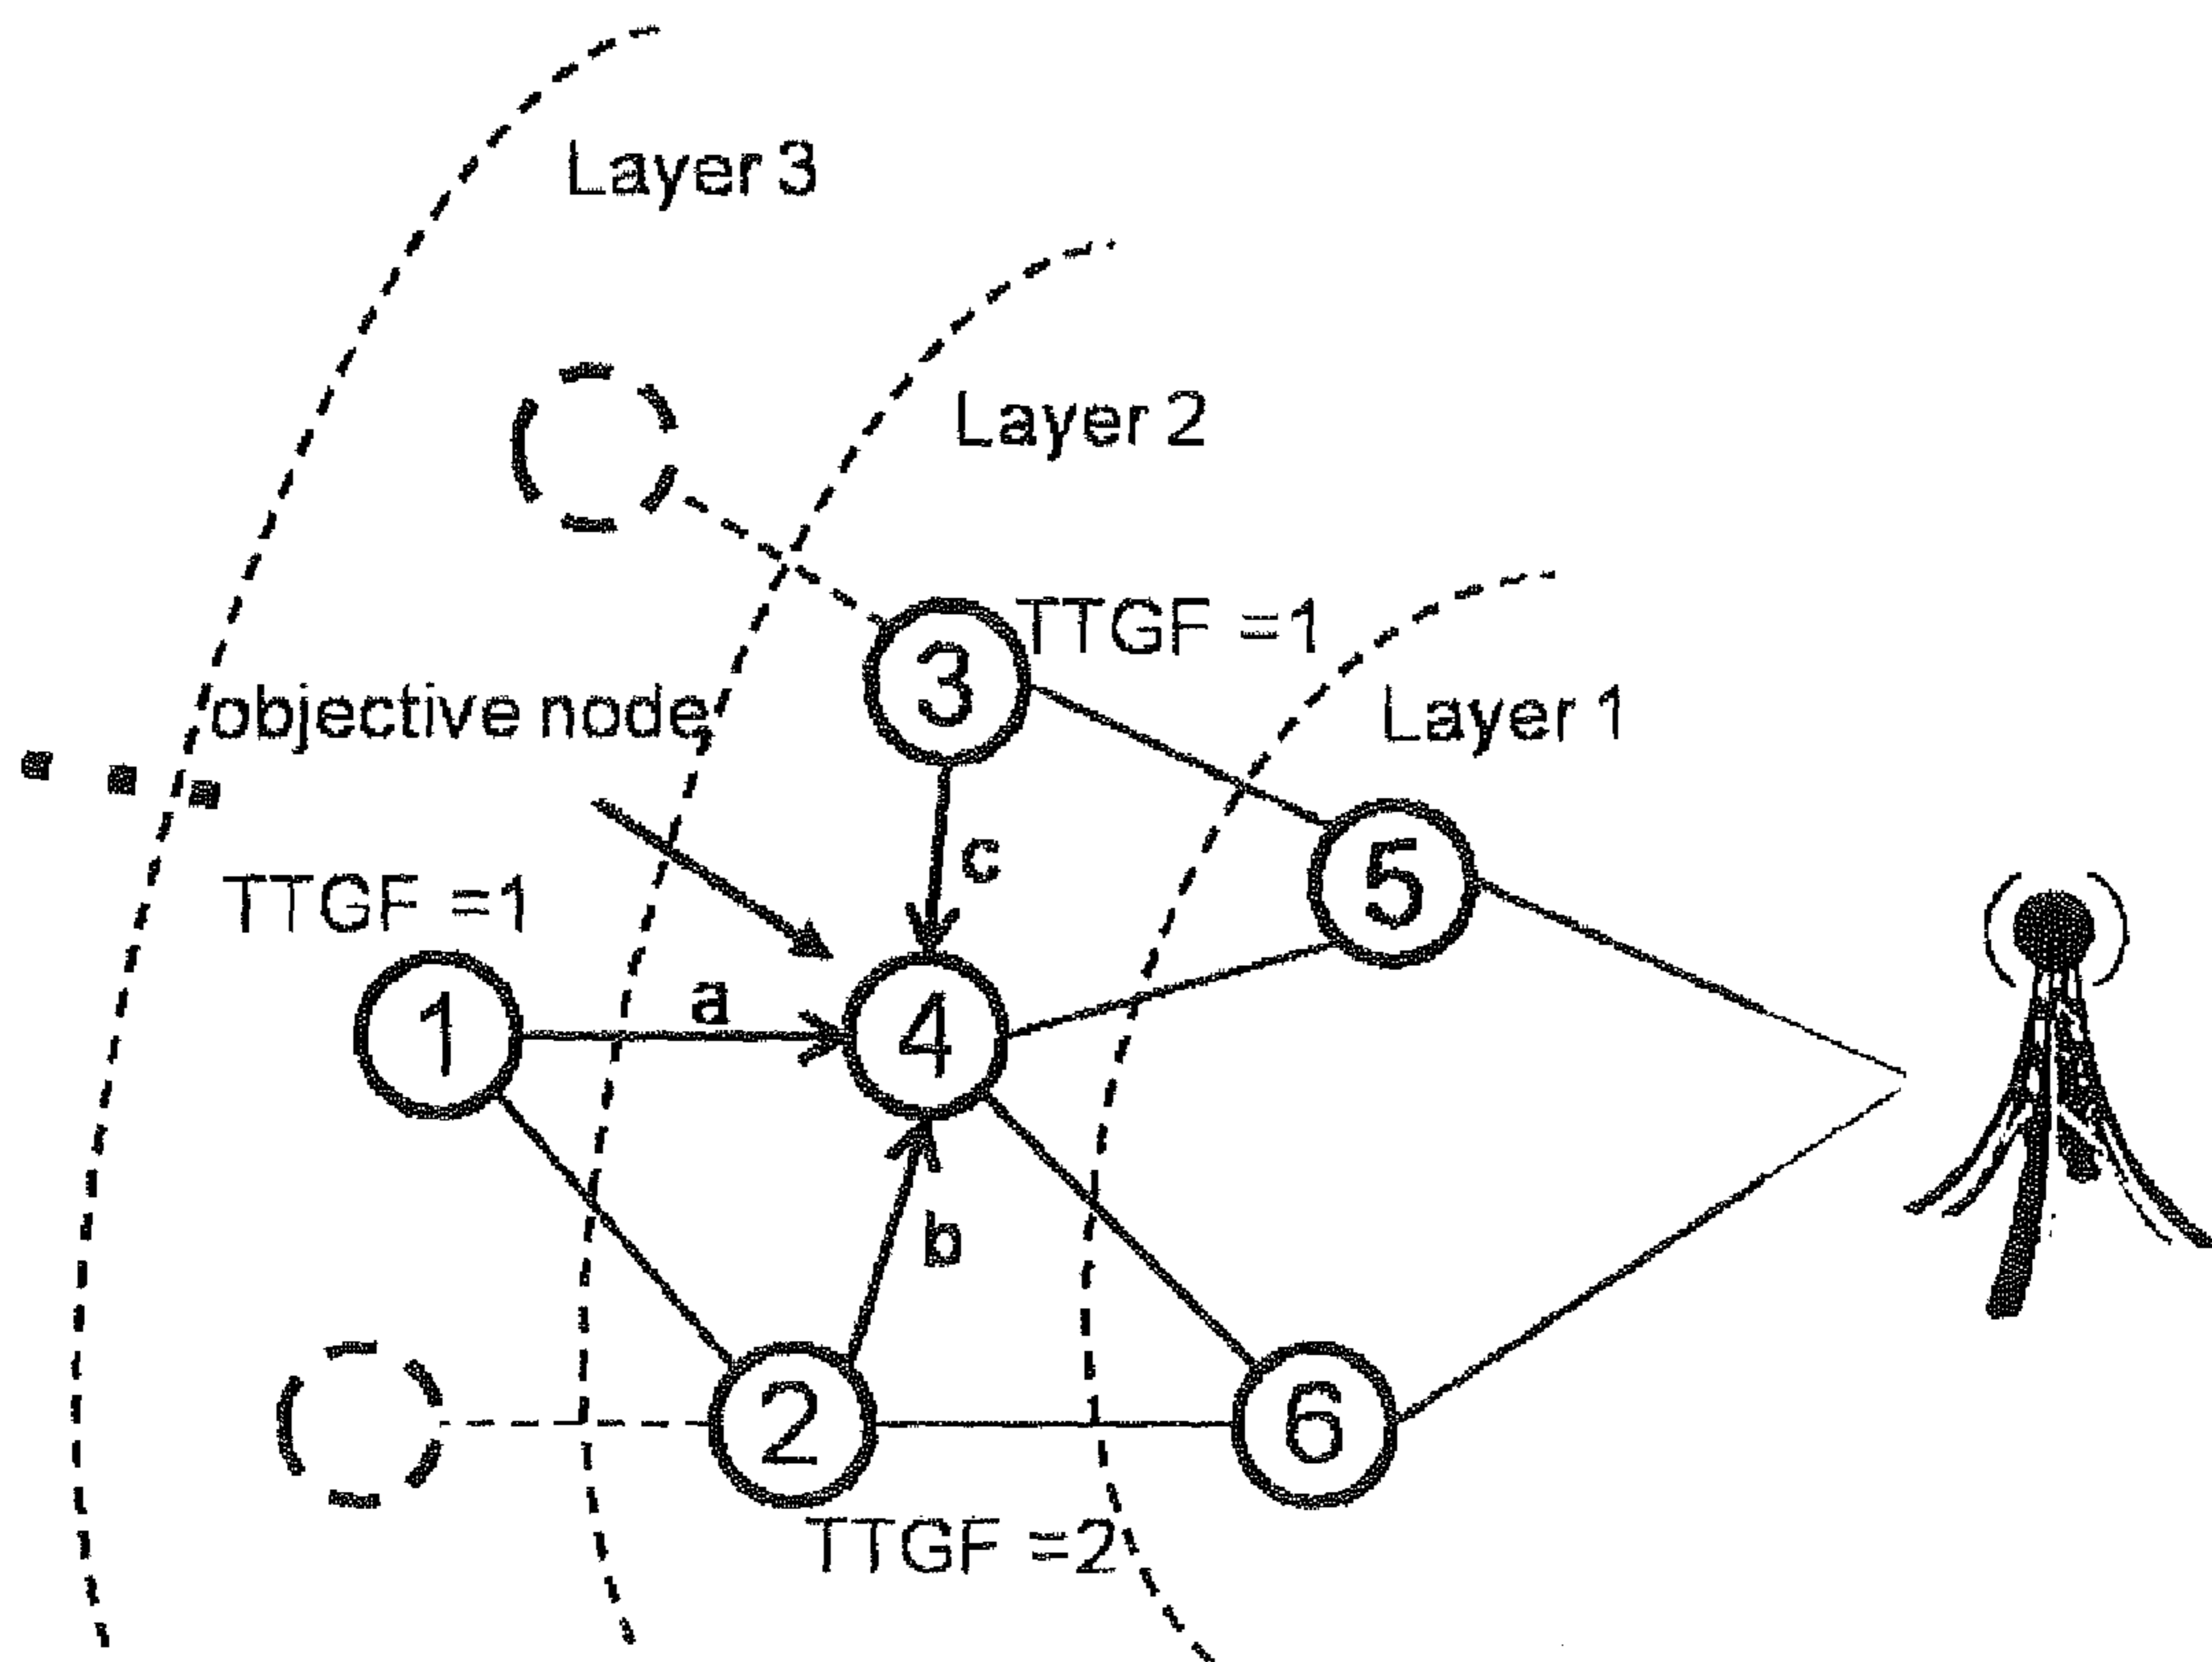 Layer 3
Layer 2
TTGF =1
3
objective node
Layer 1
c
5
TTGF =1
a
1
4
b
2
6
TTGF =2